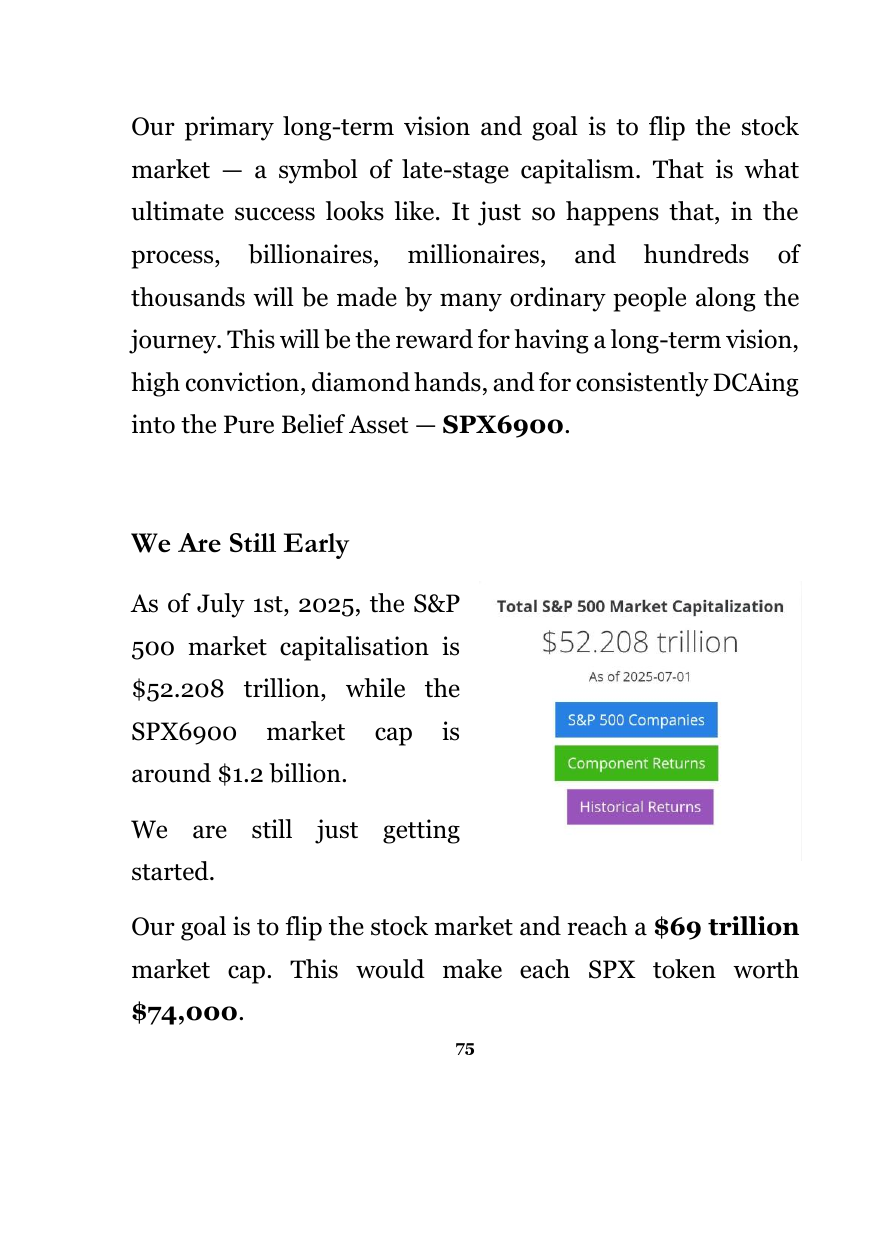 Our primary long-term vision and goal is to flip the stock
market — a symbol of late-stage capitalism. That is what
ultimate success looks like. It just so happens that, in the
process, billionaires, millionaires, and hundreds of
thousands will be made by many ordinary people along the
journey. This will be the reward for having a long-term vision,
high conviction, diamond hands, and for consistently DCAing
into the Pure Belief Asset — SPX6900.
We Are Still Early
As of July 1st, 2025, the S&P
500 market capitalisation is
$52.208 trillion, while the
SPX6900 market cap is
around $1.2 billion.
We are still just getting
started.
Total S&P 500 Market Capitalization
$52.208 trillion
As of 2025-07-01
S&P 500 Companies
Component Returns
Historical Returns
Our goal is to flip the stock market and reach a $69 trillion
market cap. This would make each SPX token worth
$74,000.
75